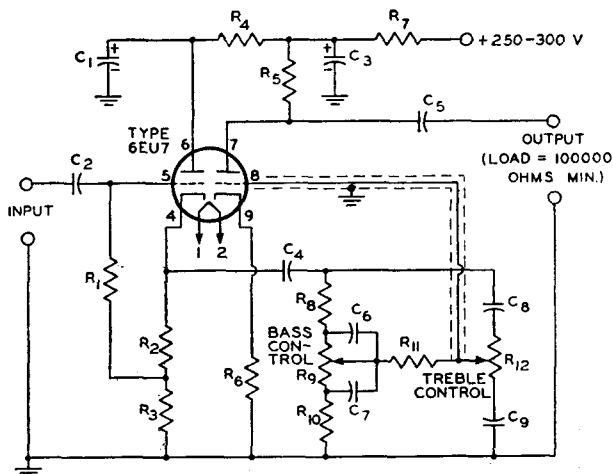 R4
R7
+250-300 V
C1
+
-
R5
+
-
C3
TYPE
6EU7
6
7
C5
OUTPUT
(LOAD = 100000
OHMS MIN.)
C2
5
8
INPUT
4
9
1
2
R1
C4
R2
R8
C6
C8
BASS
CON-
TROL
R11
R9
R12
R6
TREBLE
CONTROL
R3
C7
R10
C9